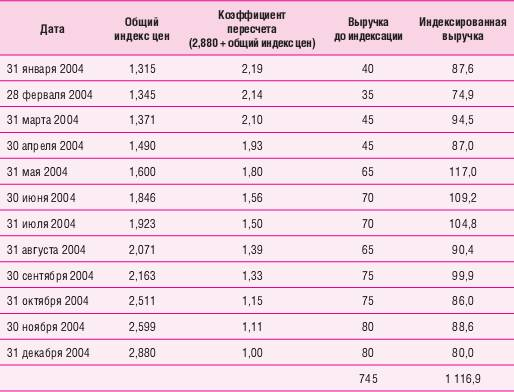 Дата
Общий
индекс цен
Коэффициент
пересчета
(2,880 + общий индекс цен)
Выручка
до индексации
Индексированная
выручка
31 января 2004 1,315 2,19 40 87,6
28 ферваля 2004 1,345 2,14 35 74,9
31 марта 2004 1,371 2,10 45 94,5
30 апреля 2004 1,490 1,93 45 87,0
31 мая 2004 1,600 1,80 65 117,0
30 июня 2004 1,846 1,56 70 109,2
31 июля 2004 1,923 1,50 70 104,8
31 августа 2004 2,071 1,39 65 90,4
30 сентября 2004 2,163 1,33 75 99,9
31 октября 2004 2,511 1,15 75 86,0
30 ноября 2004 2,599 1,11 80 88,6
31 декабря 2004 2,880 1,00 80 80,0
745 1 116,9